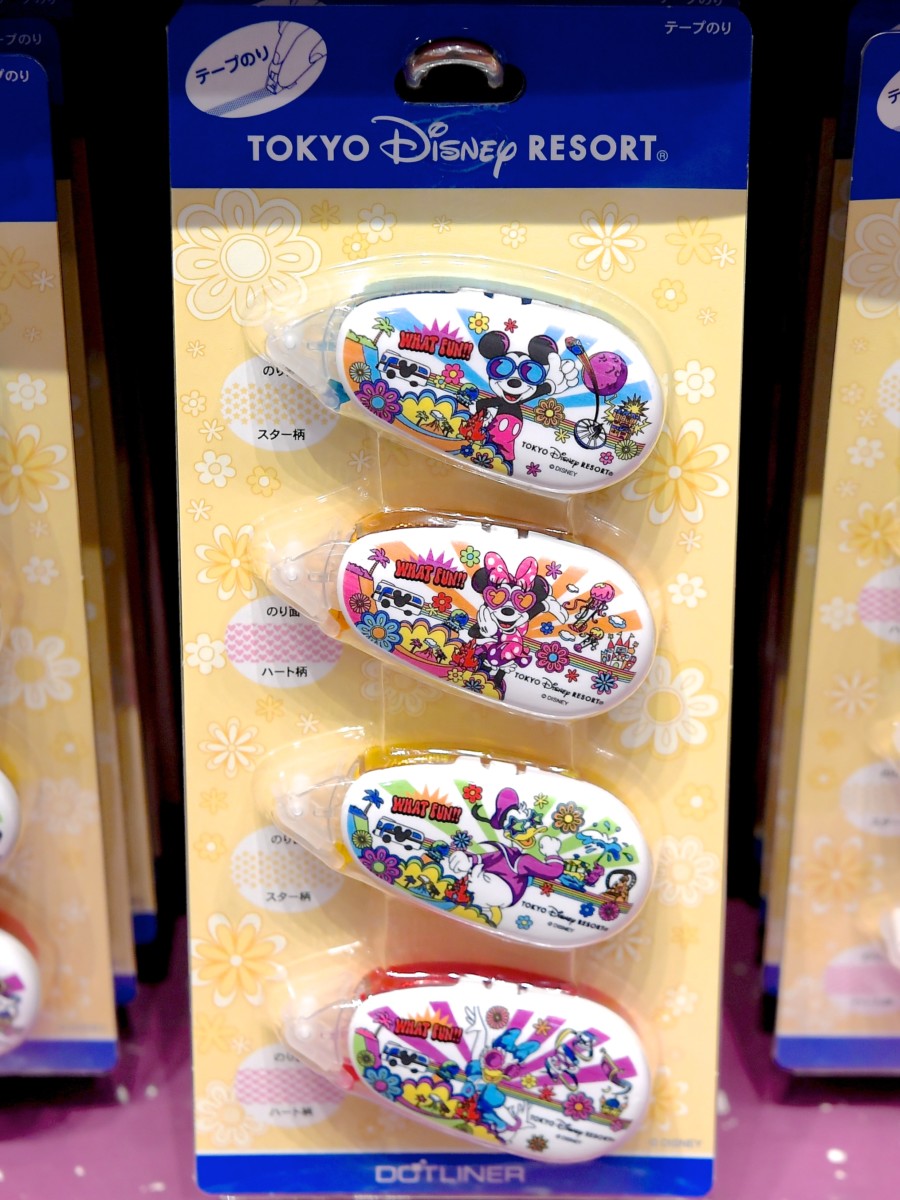 テープのり
テープのり
TOKYO Disney RESORT®
WHAT FUN!!
スター柄
TOKYO Disney RESORT®
©DISNEY
WHAT FUN!!
のり面
ハート柄
TOKYO Disney RESORT®
©DISNEY
WHAT FUN!!
スター柄
TOKYO Disney RESORT®
©DISNEY
WHAT FUN!!
ハート柄
TOKYO Disney RESORT®
©DISNEY
©DISNEY
DOTLINER